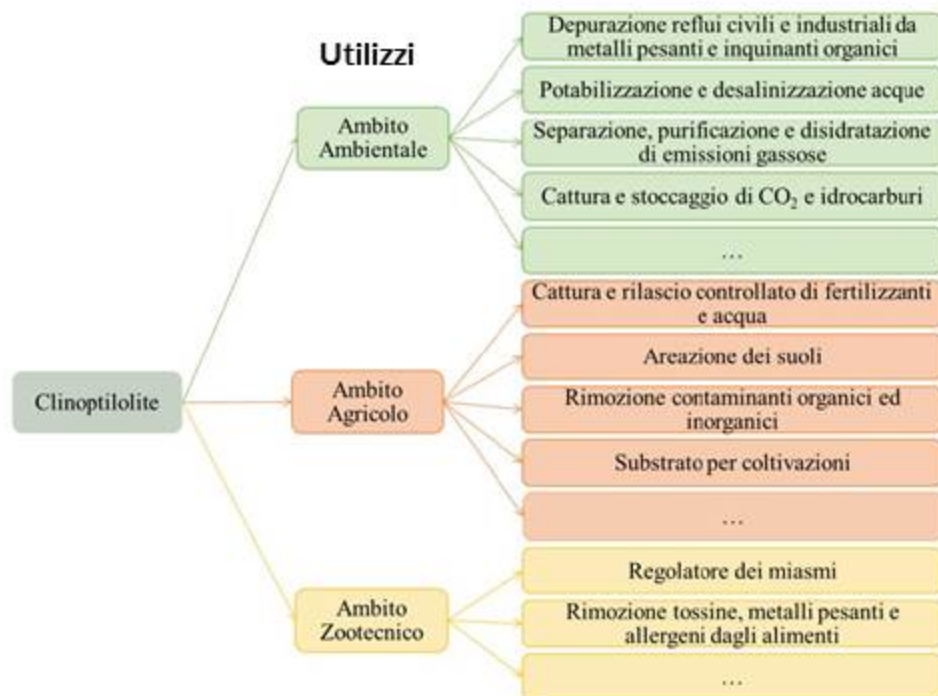 Utilizzi
Clinoptilolite
Ambito
Ambientale
Depurazione reflui civili e industriali da
metalli pesanti e inquinanti organici
Potabilizzazione e desalinizzazione acque
Separazione, purificazione e disidratazione
di emissioni gassose
Cattura e stoccaggio di CO₂ e idrocarburi
…
Ambito
Agricolo
Cattura e rilascio controllato di fertilizzanti
e acqua
Areazione dei suoli
Rimozione contaminanti organici ed
inorganici
Substrato per coltivazioni
…
Ambito
Zootecnico
Regolatore dei miasmi
Rimozione tossine, metalli pesanti e
allergeni dagli alimenti
…